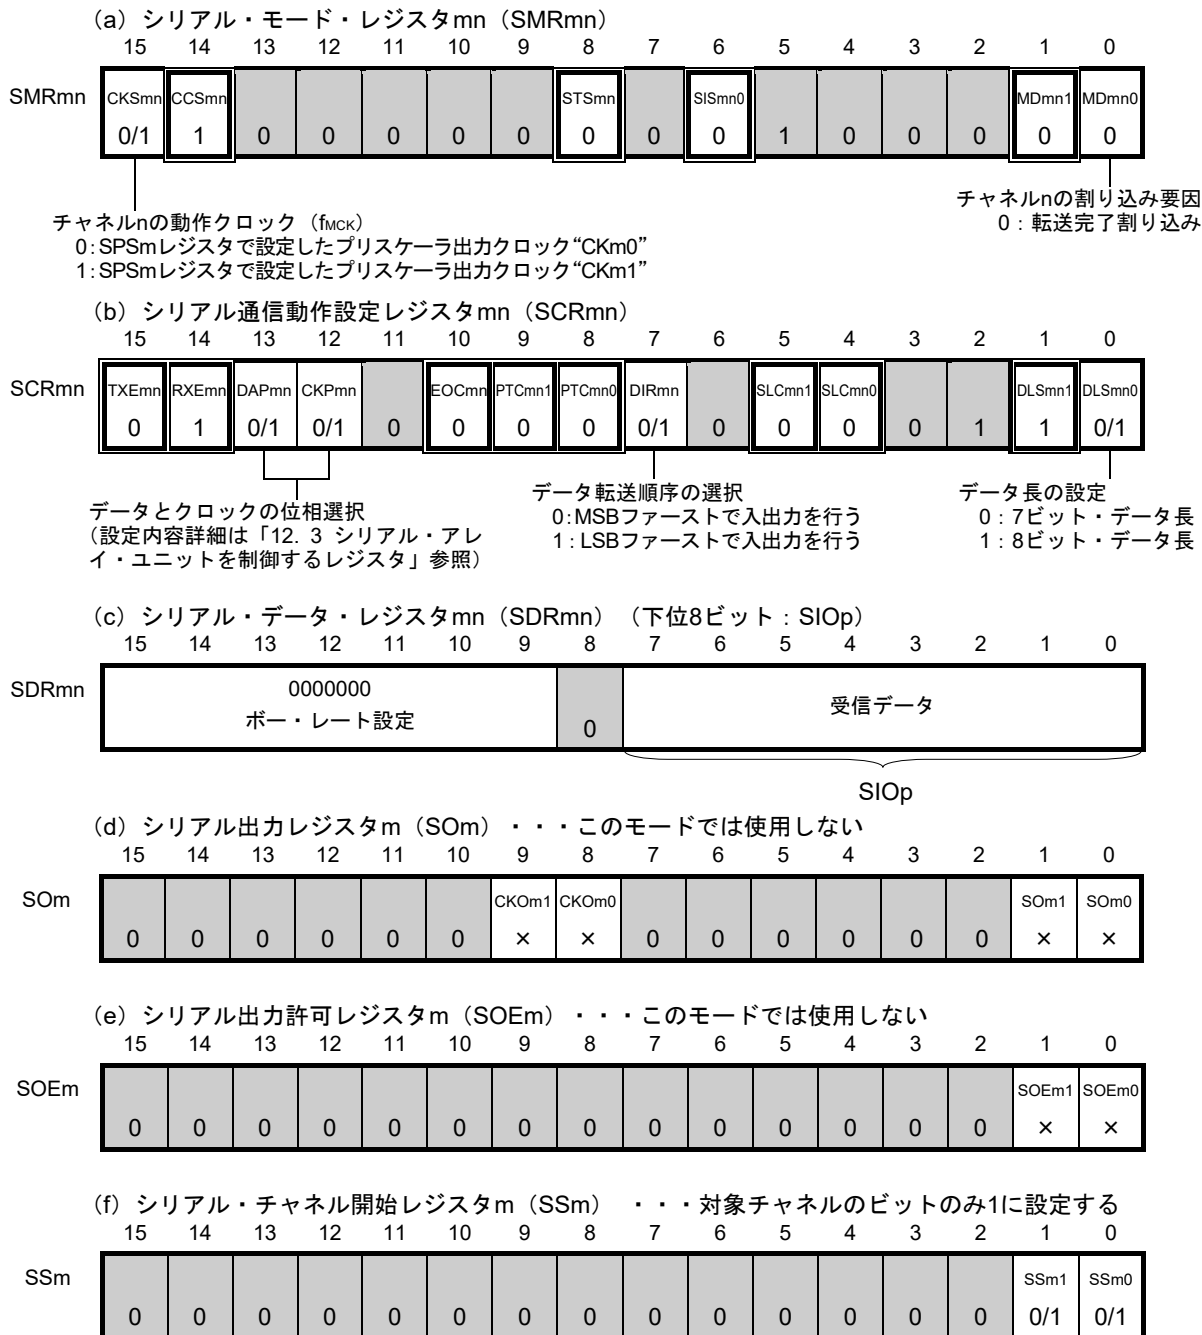 (a) シリアル・モード・レジスタmn（SMRmn）
15 14 13 12 11 10 9 8 7 6 5 4 3 2 1 0
SMRmn CKSmn CCSmn STSmn SISmn0 MDmn1 MDmn0
0/1 1 0 0 0 0 0 0 0 0 1 0 0 0 0 0
チャネルnの動作クロック（fMCK）
0:SPSmレジスタで設定したプリスケーラ出力クロック“CKm0”
1:SPSmレジスタで設定したプリスケーラ出力クロック“CKm1”
チャネルnの割り込み要因
0：転送完了割り込み
(b) シリアル通信動作設定レジスタmn（SCRmn）
15 14 13 12 11 10 9 8 7 6 5 4 3 2 1 0
SCRmn TXEmn RXEmn DAPmn CKPmn EOCmn PTCmn1 PTCmn0 DIRmn SLCmn1 SLCmn0 DLSmn1 DLSmn0
0 1 0/1 0/1 0 0 0 0 0/1 0 0 0 0 1 1 0/1
データとクロックの位相選択
（設定内容詳細は「12. 3 シリアル・アレ
イ・ユニットを制御するレジスタ」参照）
データ転送順序の選択
0:MSBファーストで入出力を行う
1:LSBファーストで入出力を行う
データ長の設定
0：7ビット・データ長
1：8ビット・データ長
(c) シリアル・データ・レジスタmn（SDRmn）（下位8ビット：SIOp）
15 14 13 12 11 10 9 8 7 6 5 4 3 2 1 0
SDRmn 0000000
ボー・レート設定
0
受信データ
SIOp
(d) シリアル出力レジスタm（SOm）・・・このモードでは使用しない
15 14 13 12 11 10 9 8 7 6 5 4 3 2 1 0
SOm CKOm1 CKOm0 SOm1 SOm0
0 0 0 0 0 0 × × 0 0 0 0 0 0 × ×
(e) シリアル出力許可レジスタm（SOEm）・・・このモードでは使用しない
15 14 13 12 11 10 9 8 7 6 5 4 3 2 1 0
SOEm SOEm1 SOEm0
0 0 0 0 0 0 0 0 0 0 0 0 0 0 × ×
(f) シリアル・チャネル開始レジスタm（SSm）・・・対象チャネルのビットのみ1に設定する
15 14 13 12 11 10 9 8 7 6 5 4 3 2 1 0
SSm SSm1 SSm0
0 0 0 0 0 0 0 0 0 0 0 0 0 0 0/1 0/1